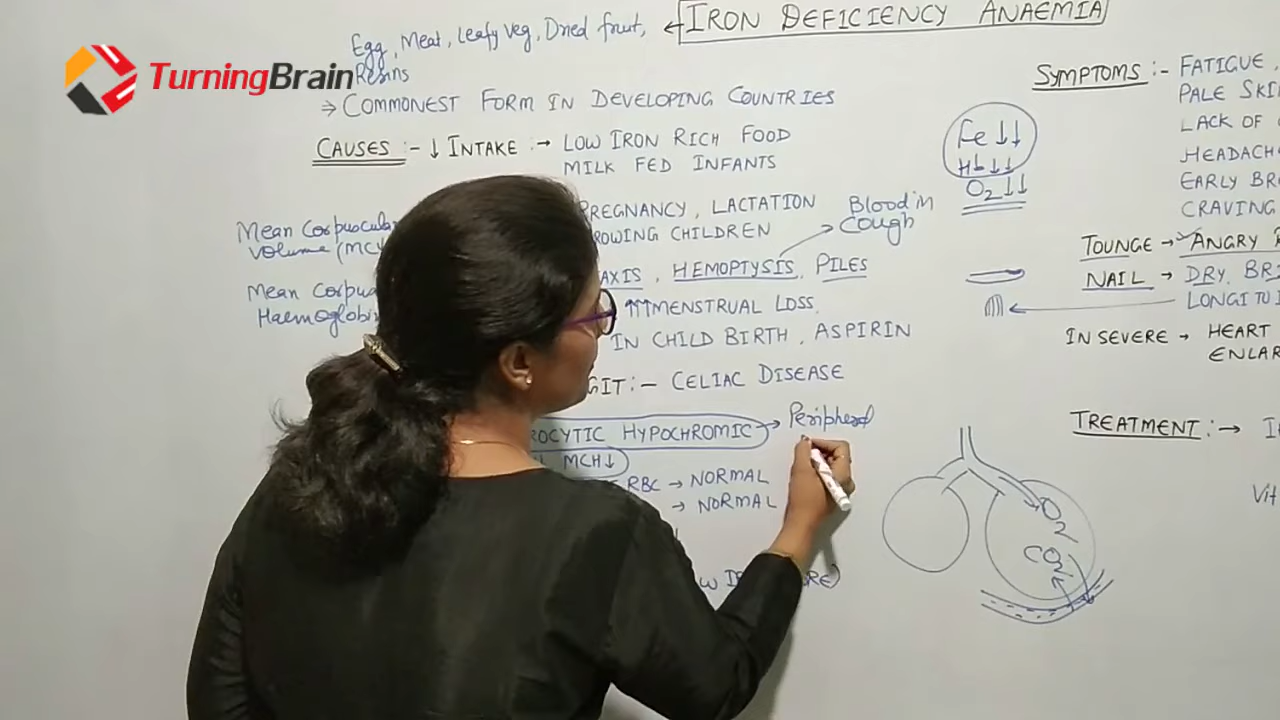 IRON DEFICIENCY ANAEMIA
Egg, Meat, Leafy Veg, Dried fruit,
Resins
TurningBrain
⇒ COMMONEST FORM IN DEVELOPING COUNTRIES
CAUSES :- ↓ INTAKE :→ LOW IRON RICH FOOD
MILK FED INFANTS
PREGNANCY, LACTATION
GROWING CHILDREN
Blood in
Cough
AXIS, HEMOPTYSIS, PILES
↑↑ MENSTRUAL LOSS
IN CHILD BIRTH, ASPIRIN
GIT :- CELIAC DISEASE
Mean Corpuscular
Volume (MC
Mean Corpus
Haemoglobin
ROCYTIC HYPOCHROMIC → Peripheral
MCH↓
RBC → NORMAL
→ NORMAL
Fe ↓↓
Hb ↓↓
O2 ↓↓
SYMPTOMS :- FATIGUE,
PALE SKI
LACK OF
HEADACH
EARLY BR
CRAVING
TOUNGE → ANGRY
NAIL → DRY, BRI
LONGITU
IN SEVERE → HEART
ENLAR
TREATMENT :→ I
Vit
O2
CO2